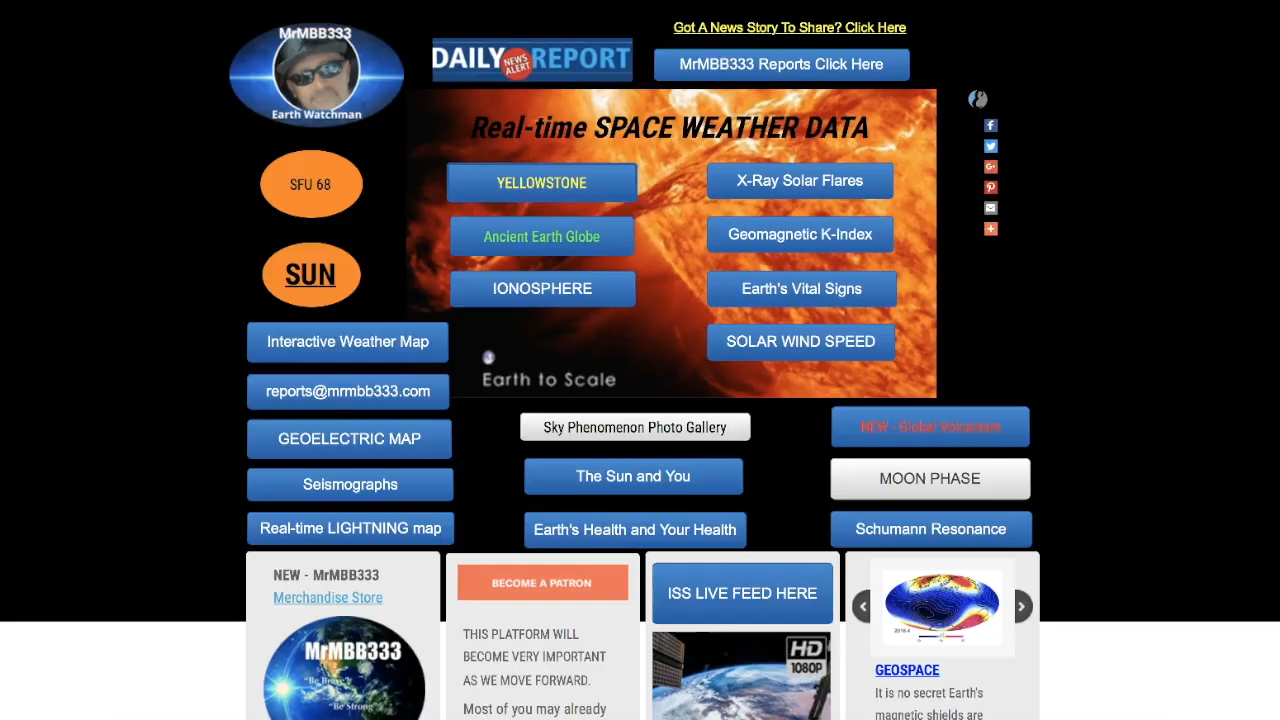 Got A News Story To Share? Click Here
MrMBB333
Earth Watchman
DAILY REPORT
NEWS ALERT
MrMBB333 Reports Click Here
Real-time SPACE WEATHER DATA
SFU 68
YELLOWSTONE
X-Ray Solar Flares
Ancient Earth Globe
Geomagnetic K-Index
SUN
IONOSPHERE
Earth's Vital Signs
Interactive Weather Map
SOLAR WIND SPEED
Earth to Scale
reports@mrmbb333.com
Sky Phenomenon Photo Gallery
NEW - Global Volcanism
GEOELECTRIC MAP
The Sun and You
MOON PHASE
Seismographs
Real-time LIGHTNING map
Earth's Health and Your Health
Schumann Resonance
NEW - MrMBB333
Merchandise Store
MrMBB333
"Be Brave"
"Be Strong
BECOME A PATRON
THIS PLATFORM WILL
BECOME VERY IMPORTANT
AS WE MOVE FORWARD.
Most of you may already
ISS LIVE FEED HERE
HD
1080P
2016.4
GEOSPACE
It is no secret Earth's
magnetic shields are